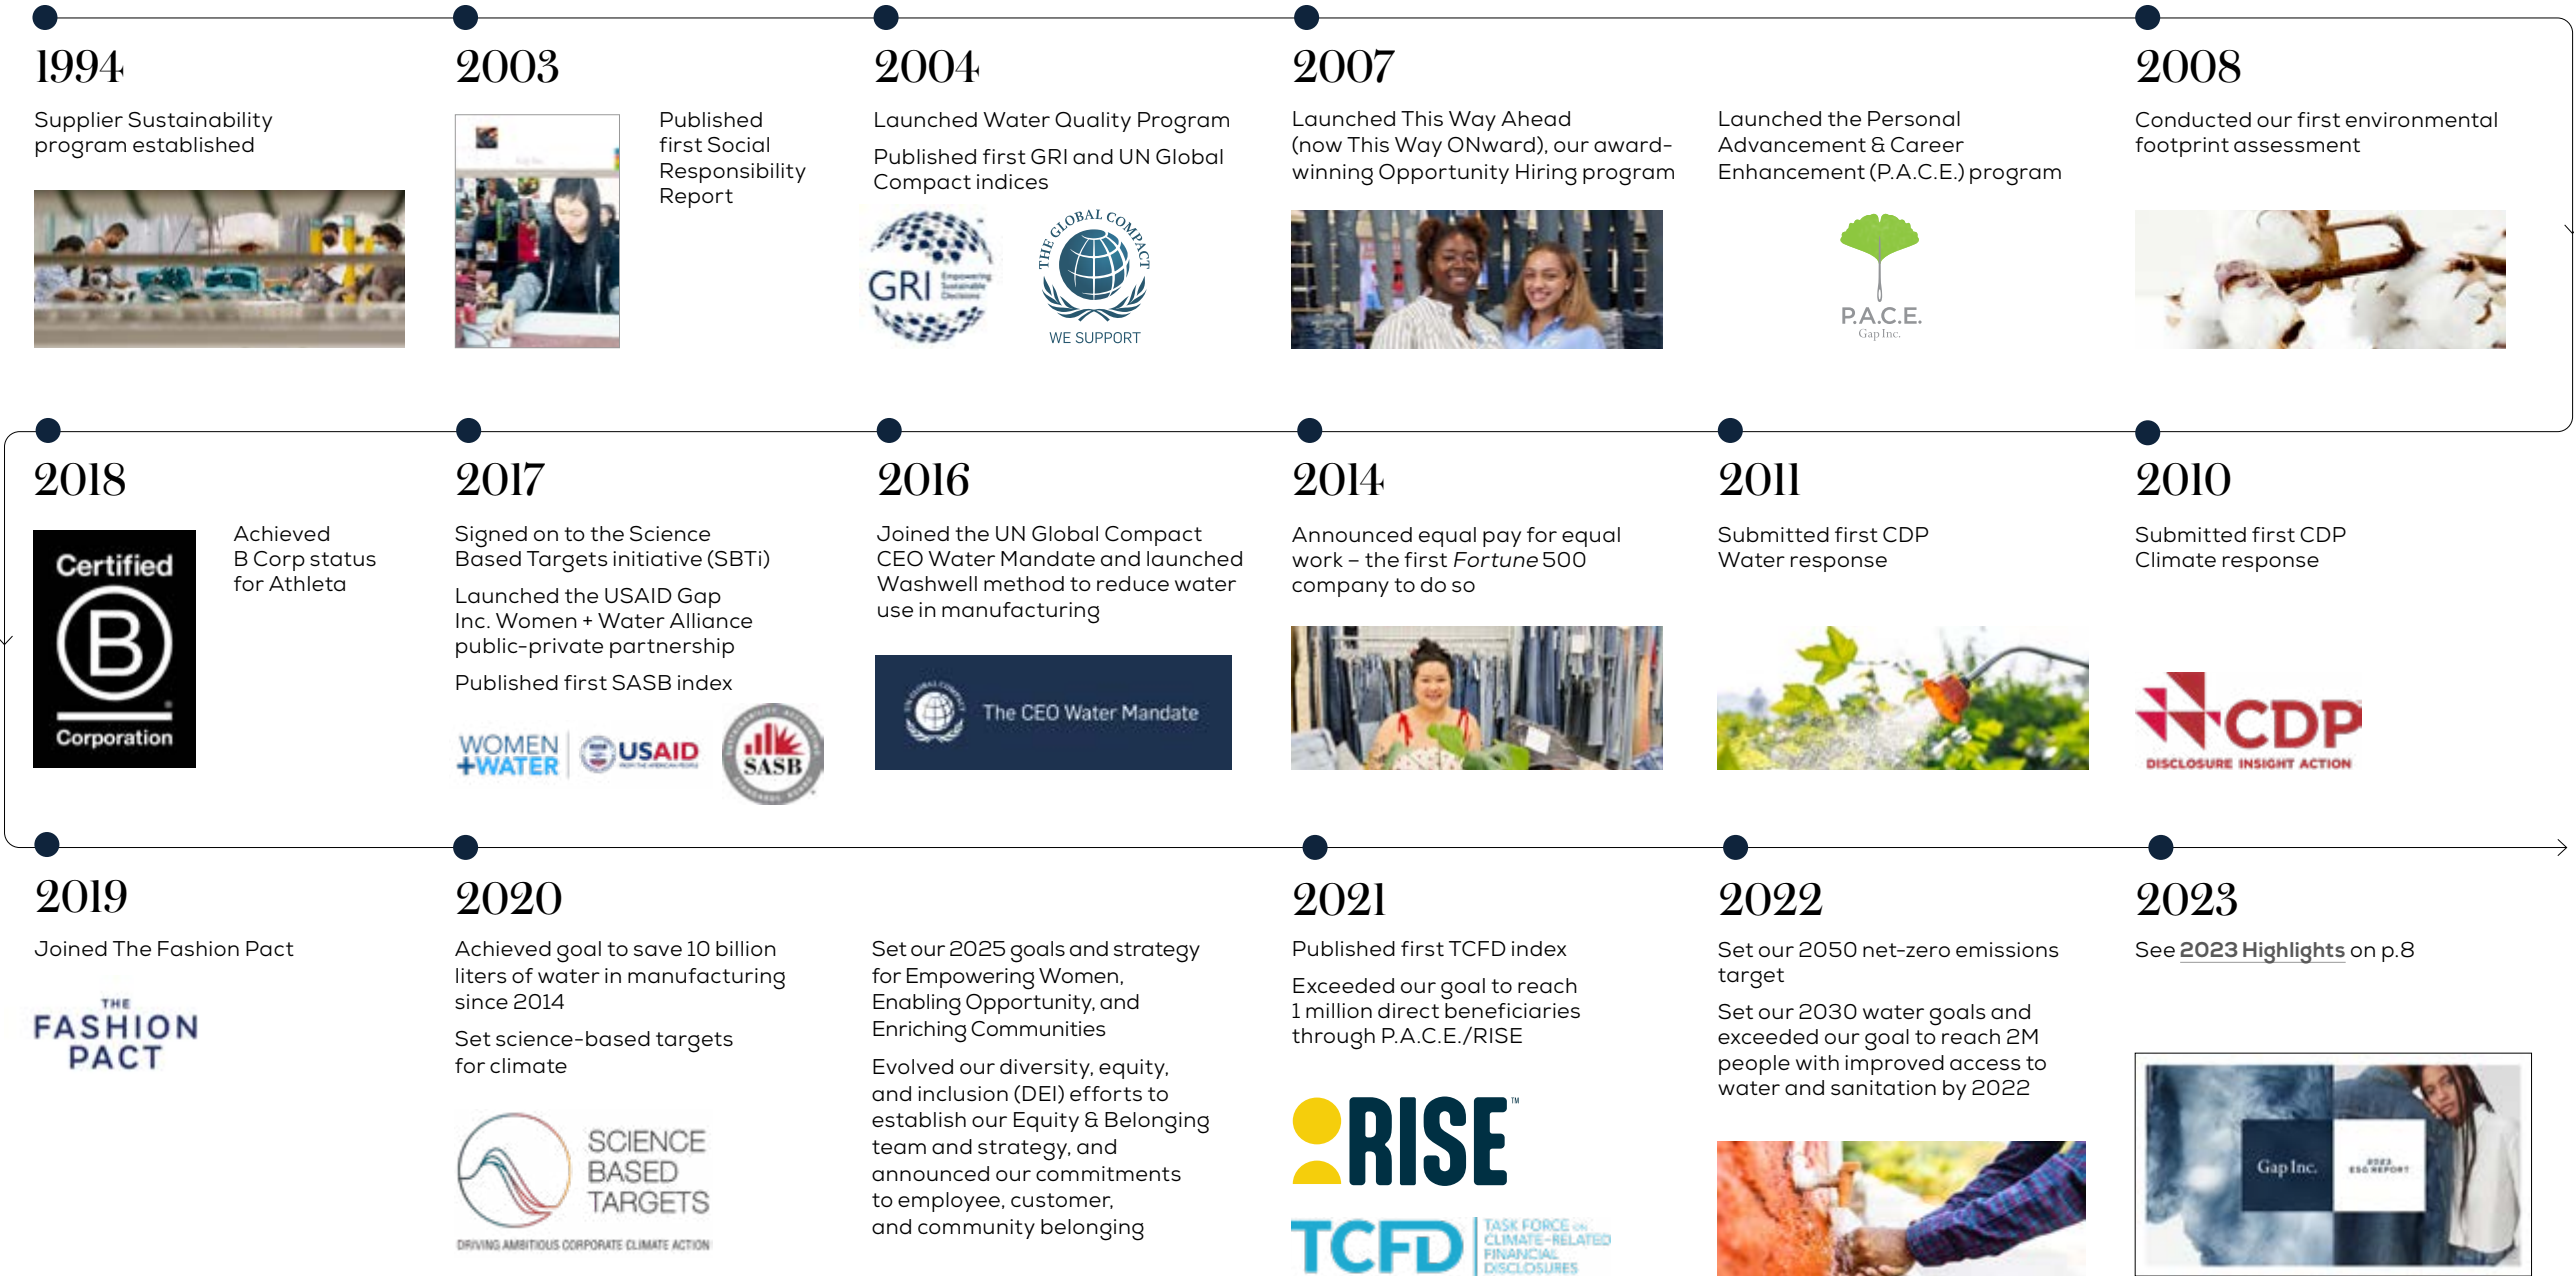 1994
Supplier Sustainability
program established
2003
Published
first Social
Responsibility
Report
2004
Launched Water Quality Program
Published first GRI and UN Global
Compact indices
GRI
Empowering
Sustainable
Decisions
THE GLOBAL COMPACT
WE SUPPORT
2007
Launched This Way Ahead
(now This Way ONward), our award-
winning Opportunity Hiring program
Launched the Personal
Advancement & Career
Enhancement (P.A.C.E.) program
P.A.C.E.
Gap Inc.
2008
Conducted our first environmental
footprint assessment
2010
Submitted first CDP
Climate response
CDP
DISCLOSURE INSIGHT ACTION
2011
Submitted first CDP
Water response
2014
Announced equal pay for equal
work – the first Fortune 500
company to do so
2016
Joined the UN Global Compact
CEO Water Mandate and launched
Washwell method to reduce water
use in manufacturing
The CEO Water Mandate
2017
Signed on to the Science
Based Targets initiative (SBTi)
Launched the USAID Gap
Inc. Women + Water Alliance
public-private partnership
Published first SASB index
WOMEN
+WATER
USAID
FROM THE AMERICAN PEOPLE
SASB
2018
Certified
B
®
Corporation
Achieved
B Corp status
for Athleta
2019
Joined The Fashion Pact
THE
FASHION
PACT
2020
Achieved goal to save 10 billion
liters of water in manufacturing
since 2014
Set science-based targets
for climate
SCIENCE
BASED
TARGETS
DRIVING AMBITIOUS CORPORATE CLIMATE ACTION
Set our 2025 goals and strategy
for Empowering Women,
Enabling Opportunity, and
Enriching Communities
Evolved our diversity, equity,
and inclusion (DEI) efforts to
establish our Equity & Belonging
team and strategy, and
announced our commitments
to employee, customer,
and community belonging
2021
Published first TCFD index
Exceeded our goal to reach
1 million direct beneficiaries
through P.A.C.E./RISE
RISE™
TCFD
TASK FORCE ON
CLIMATE-RELATED
FINANCIAL
DISCLOSURES
2022
Set our 2050 net-zero emissions
target
Set our 2030 water goals and
exceeded our goal to reach 2M
people with improved access to
water and sanitation by 2022
2023
See 2023 Highlights on p.8
Gap Inc.
2023
ESG REPORT